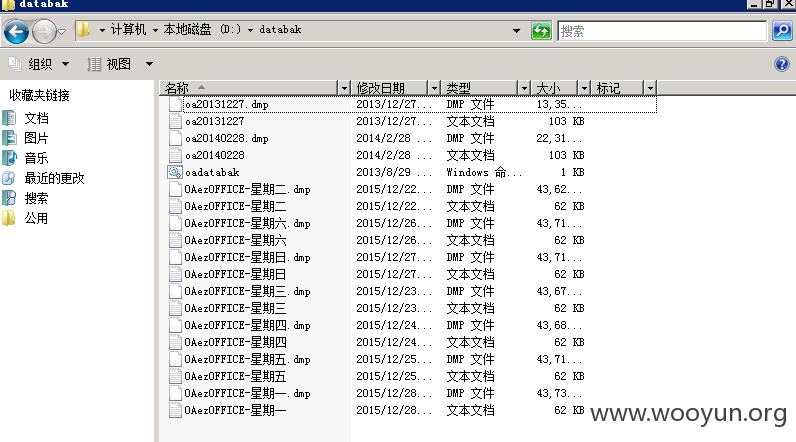 databak
计算机 本地磁盘 (D:) databak 搜索
组织 视图
收藏夹链接
文档
图片
音乐
最近的更改
搜索
公用
名称 修改日期 类型 大小 标记
oa20131227.dmp 2013/12/27... DMP 文件 13,35...
oa20131227 2013/12/27... 文本文档 103 KB
oa20140228.dmp 2014/2/28 ... DMP 文件 22,31...
oa20140228 2014/2/28 ... 文本文档 103 KB
oadatabak 2013/8/29 ... Windows 命... 1 KB
OAezOFFICE-星期二.dmp 2015/12/22... DMP 文件 43,62...
OAezOFFICE-星期二 2015/12/22... 文本文档 62 KB
OAezOFFICE-星期六.dmp 2015/12/26... DMP 文件 43,71...
OAezOFFICE-星期六 2015/12/26... 文本文档 62 KB
OAezOFFICE-星期日.dmp 2015/12/27... DMP 文件 43,71...
OAezOFFICE-星期日 2015/12/27... 文本文档 62 KB
OAezOFFICE-星期三.dmp 2015/12/23... DMP 文件 43,67...
OAezOFFICE-星期三 2015/12/23... 文本文档 62 KB
OAezOFFICE-星期四.dmp 2015/12/24... DMP 文件 43,68...
OAezOFFICE-星期四 2015/12/24... 文本文档 62 KB
OAezOFFICE-星期五.dmp 2015/12/25... DMP 文件 43,71...
OAezOFFICE-星期五 2015/12/25... 文本文档 62 KB
OAezOFFICE-星期一.dmp 2015/12/28... DMP 文件 43,73...
OAezOFFICE-星期一 2015/12/28... 文本文档 62 KB
www.wooyun.org